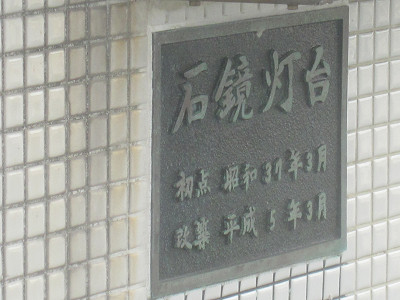 石鏡灯台
初点 昭和37年3月
改築 平成5年3月